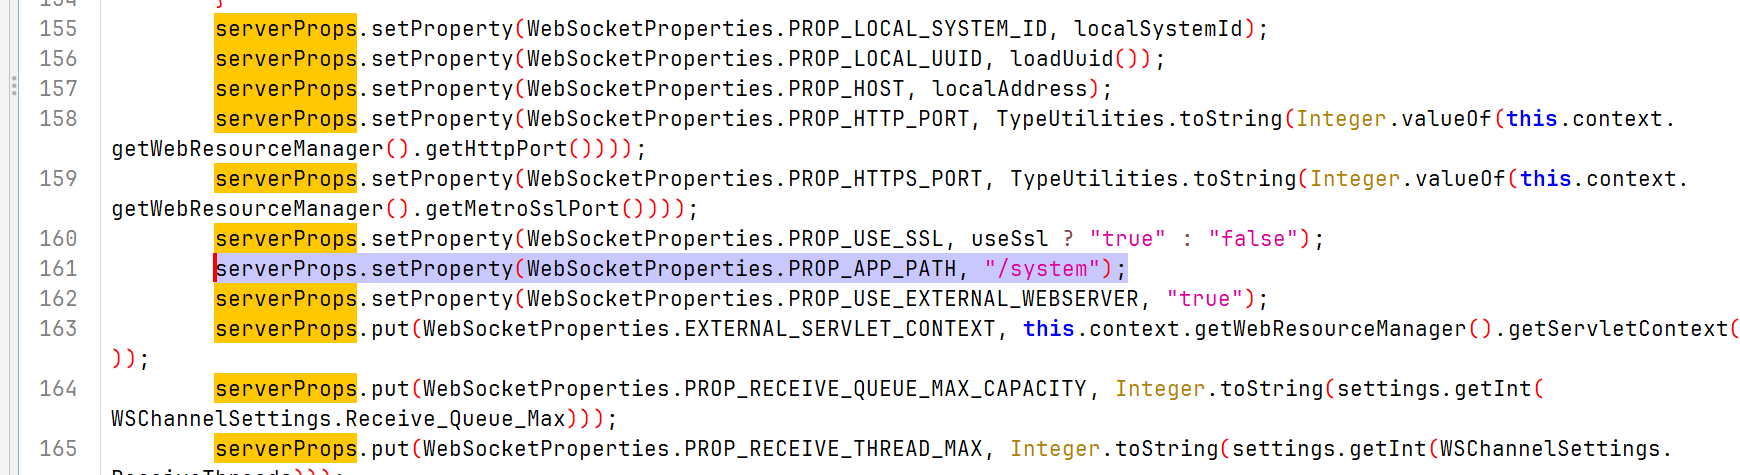 154 }
155 serverProps.setProperty(WebSocketProperties.PROP_LOCAL_SYSTEM_ID, localSystemId);
156 serverProps.setProperty(WebSocketProperties.PROP_LOCAL_UUID, loadUuid());
157 serverProps.setProperty(WebSocketProperties.PROP_HOST, localAddress);
158 serverProps.setProperty(WebSocketProperties.PROP_HTTP_PORT, TypeUtilities.toString(Integer.valueOf(this.context.
getWebResourceManager().getHttpPort())));
159 serverProps.setProperty(WebSocketProperties.PROP_HTTPS_PORT, TypeUtilities.toString(Integer.valueOf(this.context.
getWebResourceManager().getMetroSslPort())));
160 serverProps.setProperty(WebSocketProperties.PROP_USE_SSL, useSsl ? "true" : "false");
161 serverProps.setProperty(WebSocketProperties.PROP_APP_PATH, "/system");
162 serverProps.setProperty(WebSocketProperties.PROP_USE_EXTERNAL_WEBSERVER, "true");
163 serverProps.put(WebSocketProperties.EXTERNAL_SERVLET_CONTEXT, this.context.getWebResourceManager().getServletContext(
));
164 serverProps.put(WebSocketProperties.PROP_RECEIVE_QUEUE_MAX_CAPACITY, Integer.toString(settings.getInt(
WSChannelSettings.Receive_Queue_Max)));
165 serverProps.put(WebSocketProperties.PROP_RECEIVE_THREAD_MAX, Integer.toString(settings.getInt(WSChannelSettings.
ReceiveThreads)));